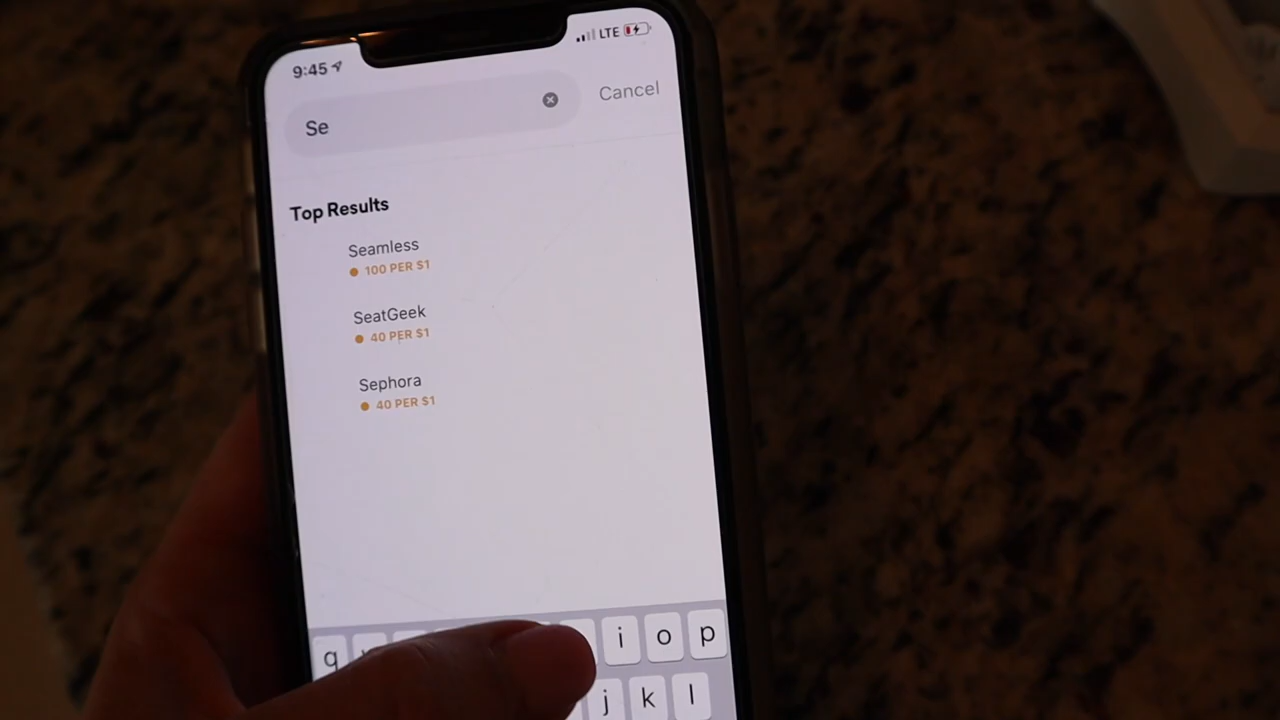 9:45
LTE
Se
Cancel
Top Results
Seamless
100 PER $1
SeatGeek
40 PER $1
Sephora
40 PER $1
q i o p
j k l